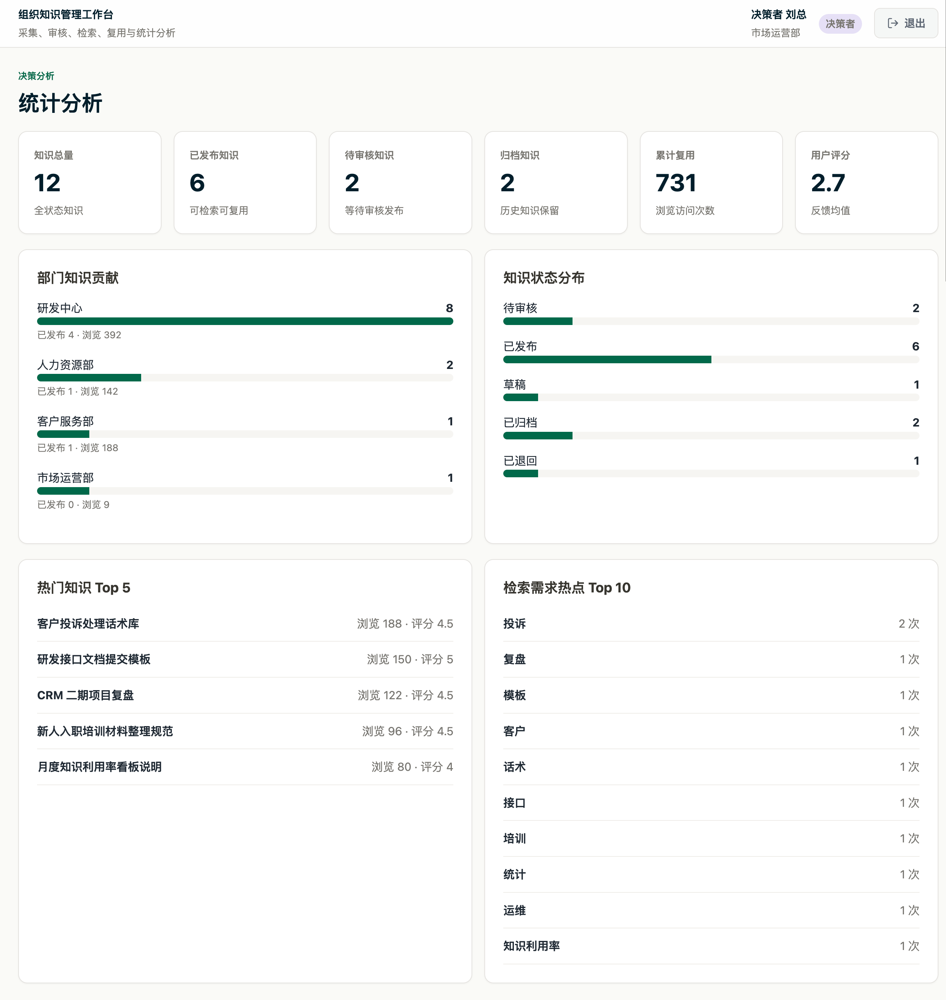 组织知识管理工作台
采集、审核、检索、复用与统计分析
决策者 刘总
市场运营部
决策者
退出
决策分析
统计分析
知识总量
12
全状态知识
已发布知识
6
可检索可复用
待审核知识
2
等待审核发布
归档知识
2
历史知识保留
累计复用
731
浏览访问次数
用户评分
2.7
反馈均值
部门知识贡献
研发中心 8
已发布 4 · 浏览 392
人力资源部 2
已发布 1 · 浏览 142
客户服务部 1
已发布 1 · 浏览 188
市场运营部 1
已发布 0 · 浏览 9
知识状态分布
待审核 2
已发布 6
草稿 1
已归档 2
已退回 1
热门知识 Top 5
客户投诉处理话术库 浏览 188 · 评分 4.5
研发接口文档提交模板 浏览 150 · 评分 5
CRM 二期项目复盘 浏览 122 · 评分 4.5
新人入职培训材料整理规范 浏览 96 · 评分 4.5
月度知识利用率看板说明 浏览 80 · 评分 4
检索需求热点 Top 10
投诉 2 次
复盘 1 次
模板 1 次
客户 1 次
话术 1 次
接口 1 次
培训 1 次
统计 1 次
运维 1 次
知识利用率 1 次